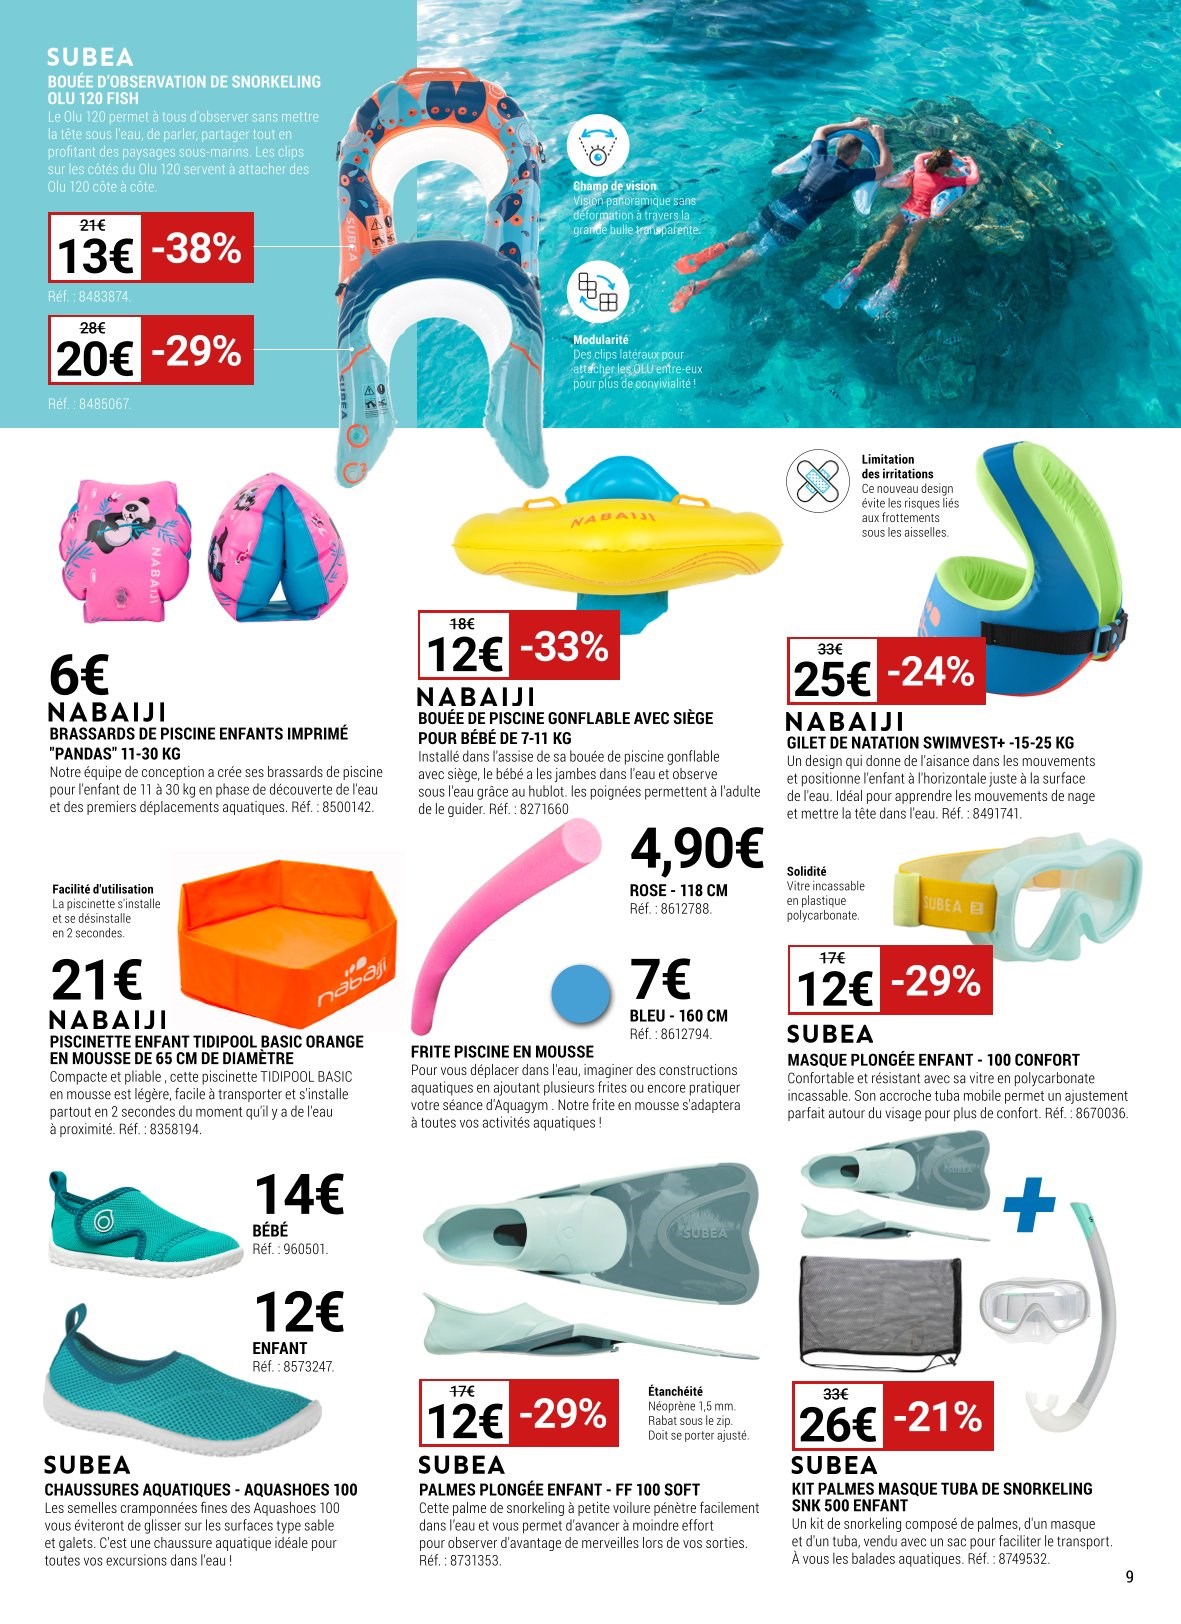 SUBEA
BOUÉE D'OBSERVATION DE SNORKELING
OLU 120 FISH
Le Olu 120 permet à tous d'observer sans mettre
la tête sous l'eau, de parler, partager tout en
profitant des paysages sous-marins. Les clips
sur les côtés du Olu 120 servent à attacher des
Olu 120 côte à côte.
21€
13€ -38%
Réf. : 8483874.
28€
20€ -29%
Réf. : 8485067.
SUBEA
SUBEA
Champ de vision
Vision panoramique sans
déformation à travers la
grande bulle transparente.
Modularité
Des clips latéraux pour
attacher les OLU entre-eux
pour plus de convivialité !
NABAIJI
6€
NABAIJI
BRASSARDS DE PISCINE ENFANTS IMPRIMÉ
"PANDAS" 11-30 KG
Notre équipe de conception a crée ses brassards de piscine
pour l'enfant de 11 à 30 kg en phase de découverte de l'eau
et des premiers déplacements aquatiques. Réf. : 8500142.
NABAIJI
18€
12€ -33%
NABAIJI
BOUÉE DE PISCINE GONFLABLE AVEC SIÈGE
POUR BÉBÉ DE 7-11 KG
Installé dans l'assise de sa bouée de piscine gonflable
avec siège, le bébé a les jambes dans l'eau et observe
sous l'eau grâce au hublot. les poignées permettent à l'adulte
de le guider. Réf. : 8271660
Limitation
des irritations
Ce nouveau design
évite les risques liés
aux frottements
sous les aisselles.
33€
25€ -24%
NABAIJI
GILET DE NATATION SWIMVEST+ -15-25 KG
Un design qui donne de l'aisance dans les mouvements
et positionne l'enfant à l'horizontale juste à la surface
de l'eau. Idéal pour apprendre les mouvements de nage
et mettre la tête dans l'eau. Réf. : 8491741.
Facilité d'utilisation
La piscinette s'installe
et se désinstalle
en 2 secondes.
nabaiji
21€
NABAIJI
PISCINETTE ENFANT TIDIPOOL BASIC ORANGE
EN MOUSSE DE 65 CM DE DIAMÈTRE
Compacte et pliable , cette piscinette TIDIPOOL BASIC
en mousse est légère, facile à transporter et s'installe
partout en 2 secondes du moment qu'il y a de l'eau
à proximité. Réf. : 8358194.
4,90€
ROSE - 118 CM
Réf. : 8612788.
7€
BLEU - 160 CM
Réf. : 8612794.
FRITE PISCINE EN MOUSSE
Pour vous déplacer dans l'eau, imaginer des constructions
aquatiques en ajoutant plusieurs frites ou encore pratiquer
votre séance d'Aquagym . Notre frite en mousse s'adaptera
à toutes vos activités aquatiques !
Solidité
Vitre incassable
en plastique
polycarbonate.
SUBEA
17€
12€ -29%
SUBEA
MASQUE PLONGÉE ENFANT - 100 CONFORT
Confortable et résistant avec sa vitre en polycarbonate
incassable. Son accroche tuba mobile permet un ajustement
parfait autour du visage pour plus de confort. Réf. : 8670036.
14€
BÉBÉ
Réf. : 960501.
12€
ENFANT
Réf. : 8573247.
SUBEA
CHAUSSURES AQUATIQUES - AQUASHOES 100
Les semelles cramponnées fines des Aquashoes 100
vous éviteront de glisser sur les surfaces type sable
et galets. C'est une chaussure aquatique idéale pour
toutes vos excursions dans l'eau !
SUBEA
17€
12€ -29%
Étanchéité
Néoprène 1,5 mm.
Rabat sous le zip.
Doit se porter ajusté.
SUBEA
PALMES PLONGÉE ENFANT - FF 100 SOFT
Cette palme de snorkeling à petite voilure pénètre facilement
dans l'eau et vous permet d'avancer à moindre effort
pour observer d'avantage de merveilles lors de vos sorties.
Réf. : 8731353.
SUBEA
+
33€
26€ -21%
SUBEA
KIT PALMES MASQUE TUBA DE SNORKELING
SNK 500 ENFANT
Un kit de snorkeling composé de palmes, d'un masque
et d'un tuba, vendu avec un sac pour faciliter le transport.
À vous les balades aquatiques. Réf. : 8749532.
9